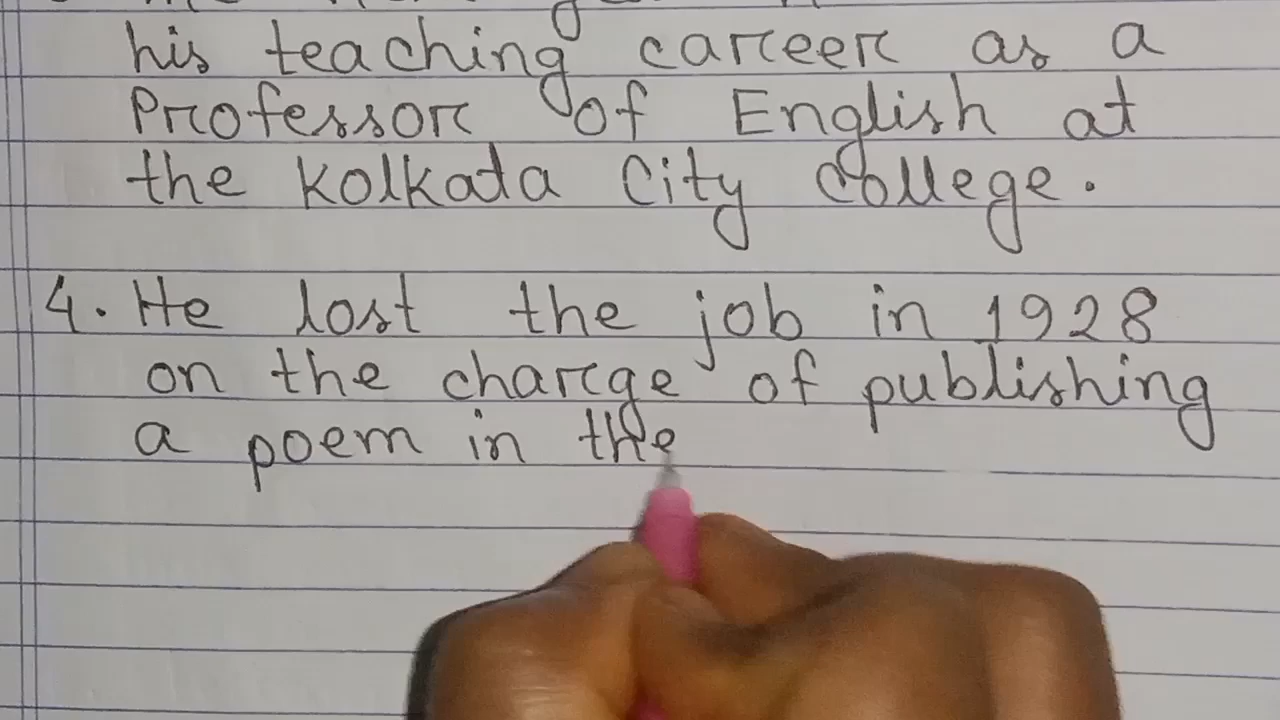 his teaching career as a
Professor of English at
the Kolkata City College.
4. He lost the job in 1928
on the charge of publishing
a poem in the